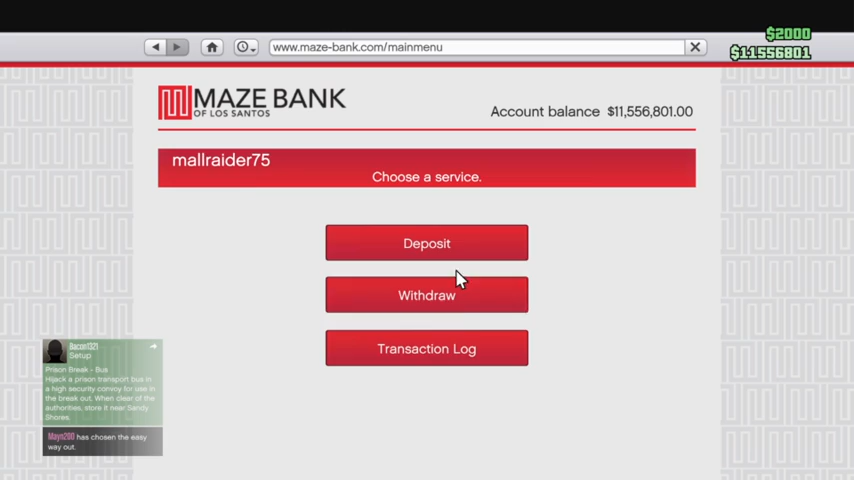 $2000
www.maze-bank.com/mainmenu
$11556801
MAZE BANK
OF LOS SANTOS
Account balance $11,556,801.00
mallraider75
Choose a service.
Deposit
Withdraw
Transaction Log
Bacon1321
Setup
Prison Break - Bus
Hijack a prison transport bus in
a high security convoy for use in
the break out. When clear of the
authorities, store it near Sandy
Shores.
Mayn200 has chosen the easy
way out.